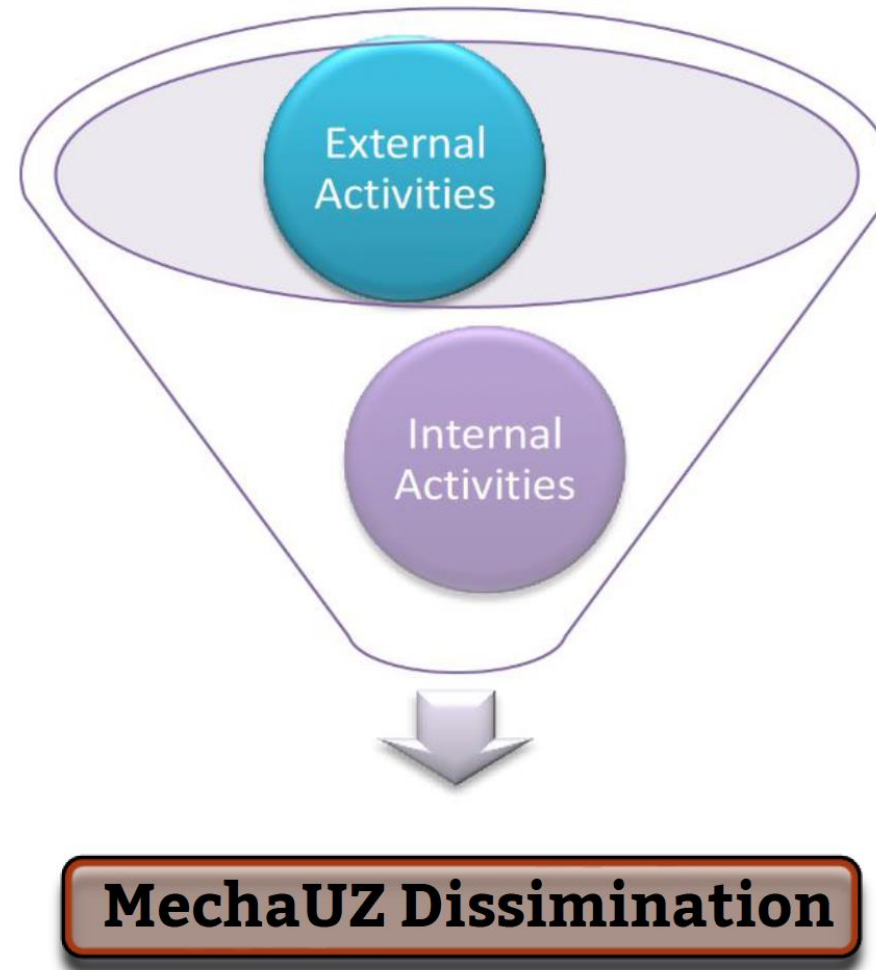 External
Activities
Internal
Activities
MechaUZ Dissimination